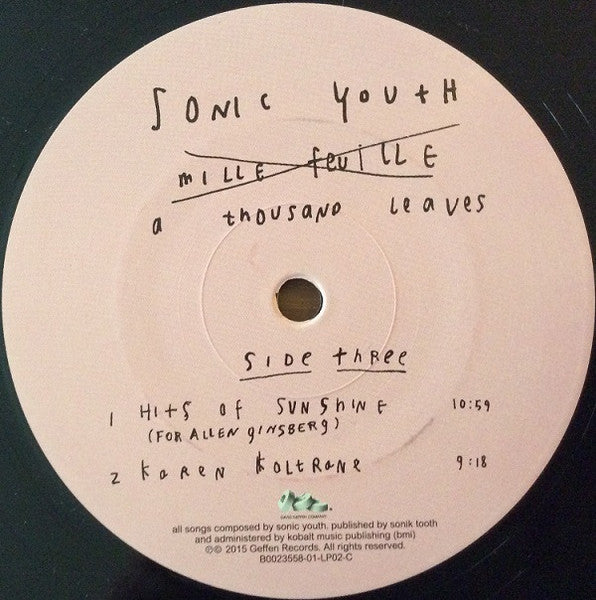 SONIC YOUTH
MILLE FEUILLE
a thousand leaves
Side three
1 HITS OF SUNSHINE 10:59
(FOR ALLEN GINSBERG)
2 KAREN KOLTRANE 9:18
all songs composed by sonic youth, published by sonik tooth
and administered by kobalt music publishing (bmi)
℗© 2015 Geffen Records. All rights reserved.
B0023558-01-LP02-C